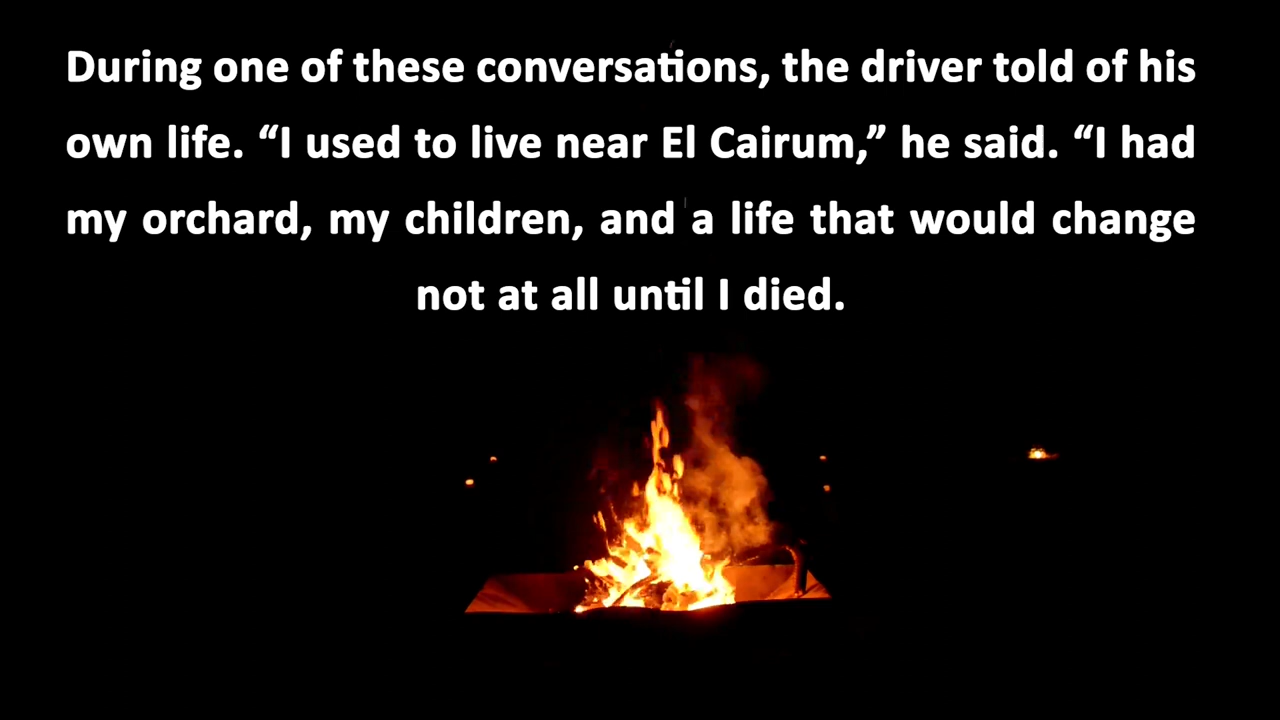 During one of these conversations, the driver told of his
own life. “I used to live near El Cairum,” he said. “I had
my orchard, my children, and a life that would change
not at all until I died.